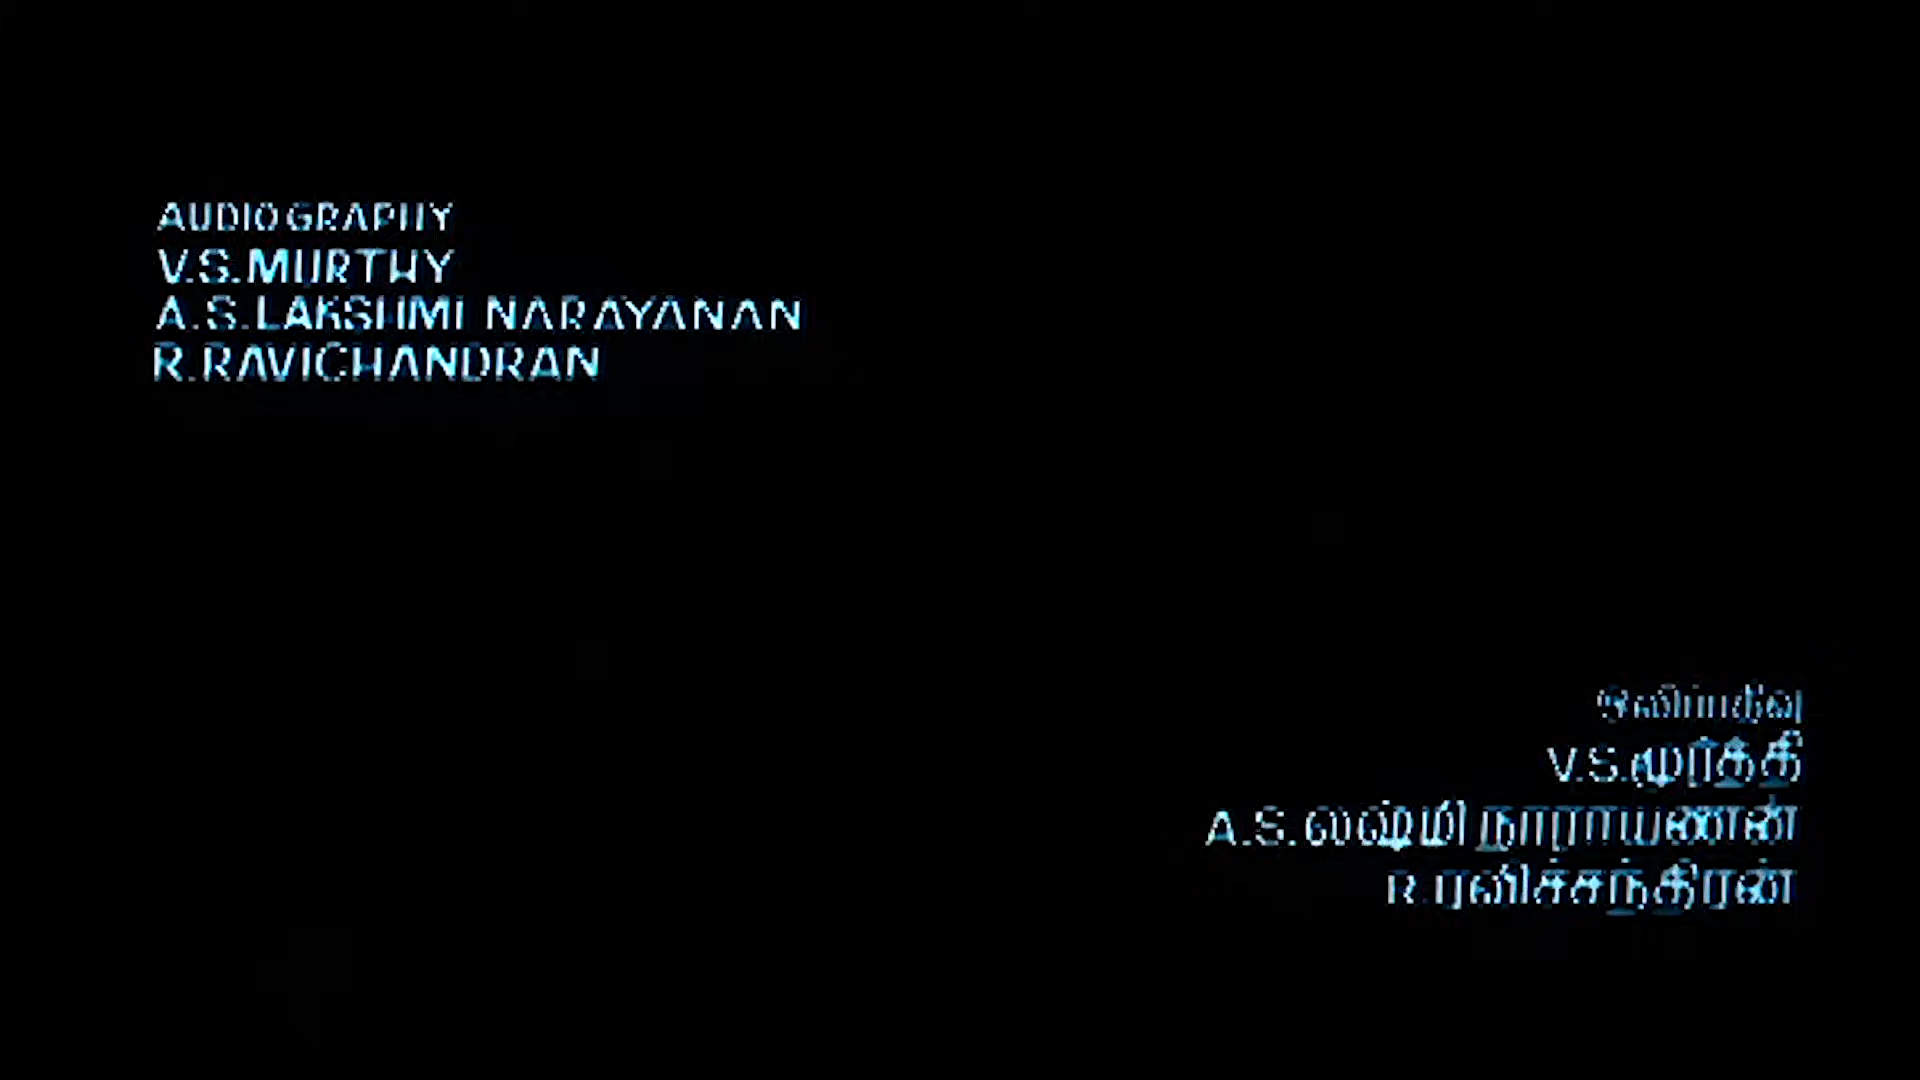 AUDIOGRAPHY
V.S.MURTHY
A.S.LAKSHMI NARAYANAN
R.RAVICHANDRAN
ஒலிப்பதிவு
V.S.மூர்த்தி
A.S.லஷ்மி நாராயணன்
R.ரவிச்சந்திரன்